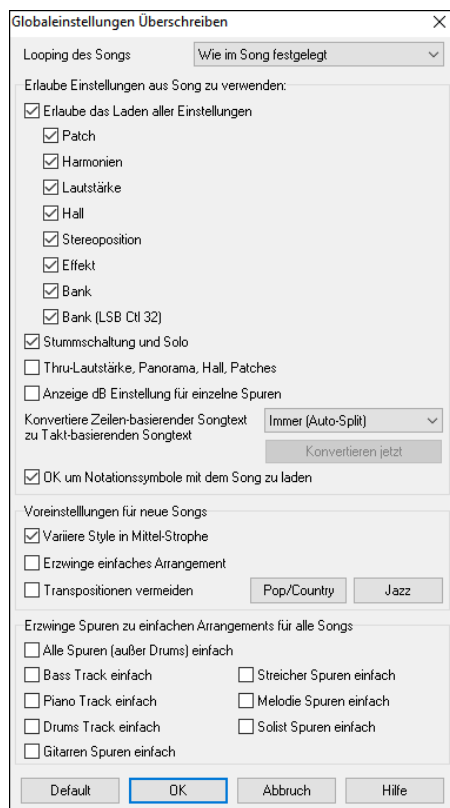 Globaleinstellungen Überschreiben
Looping des Songs Wie im Song festgelegt
Erlaube Einstellungen aus Song zu verwenden:
Erlaube das Laden aller Einstellungen
Patch
Harmonien
Lautstärke
Hall
Stereoposition
Effekt
Bank
Bank (LSB Ctl 32)
Stummschaltung und Solo
Thru-Lautstärke, Panorama, Hall, Patches
Anzeige dB Einstellung für einzelne Spuren
Konvertiere Zeilen-basierender Songtext Immer (Auto-Split)
zu Takt-basierenden Songtext
Konvertieren jetzt
OK um Notationssymbole mit dem Song zu laden
Voreinstelllungen für neue Songs
Variiere Style in Mittel-Strophe
Erzwinge einfaches Arrangement
Transpositionen vermeiden Pop/Country Jazz
Erzwinge Spuren zu einfachen Arrangements für alle Songs
Alle Spuren (außer Drums) einfach
Bass Track einfach Streicher Spuren einfach
Piano Track einfach Melodie Spuren einfach
Drums Track einfach Solist Spuren einfach
Gitarren Spuren einfach
Default OK Abbruch Hilfe